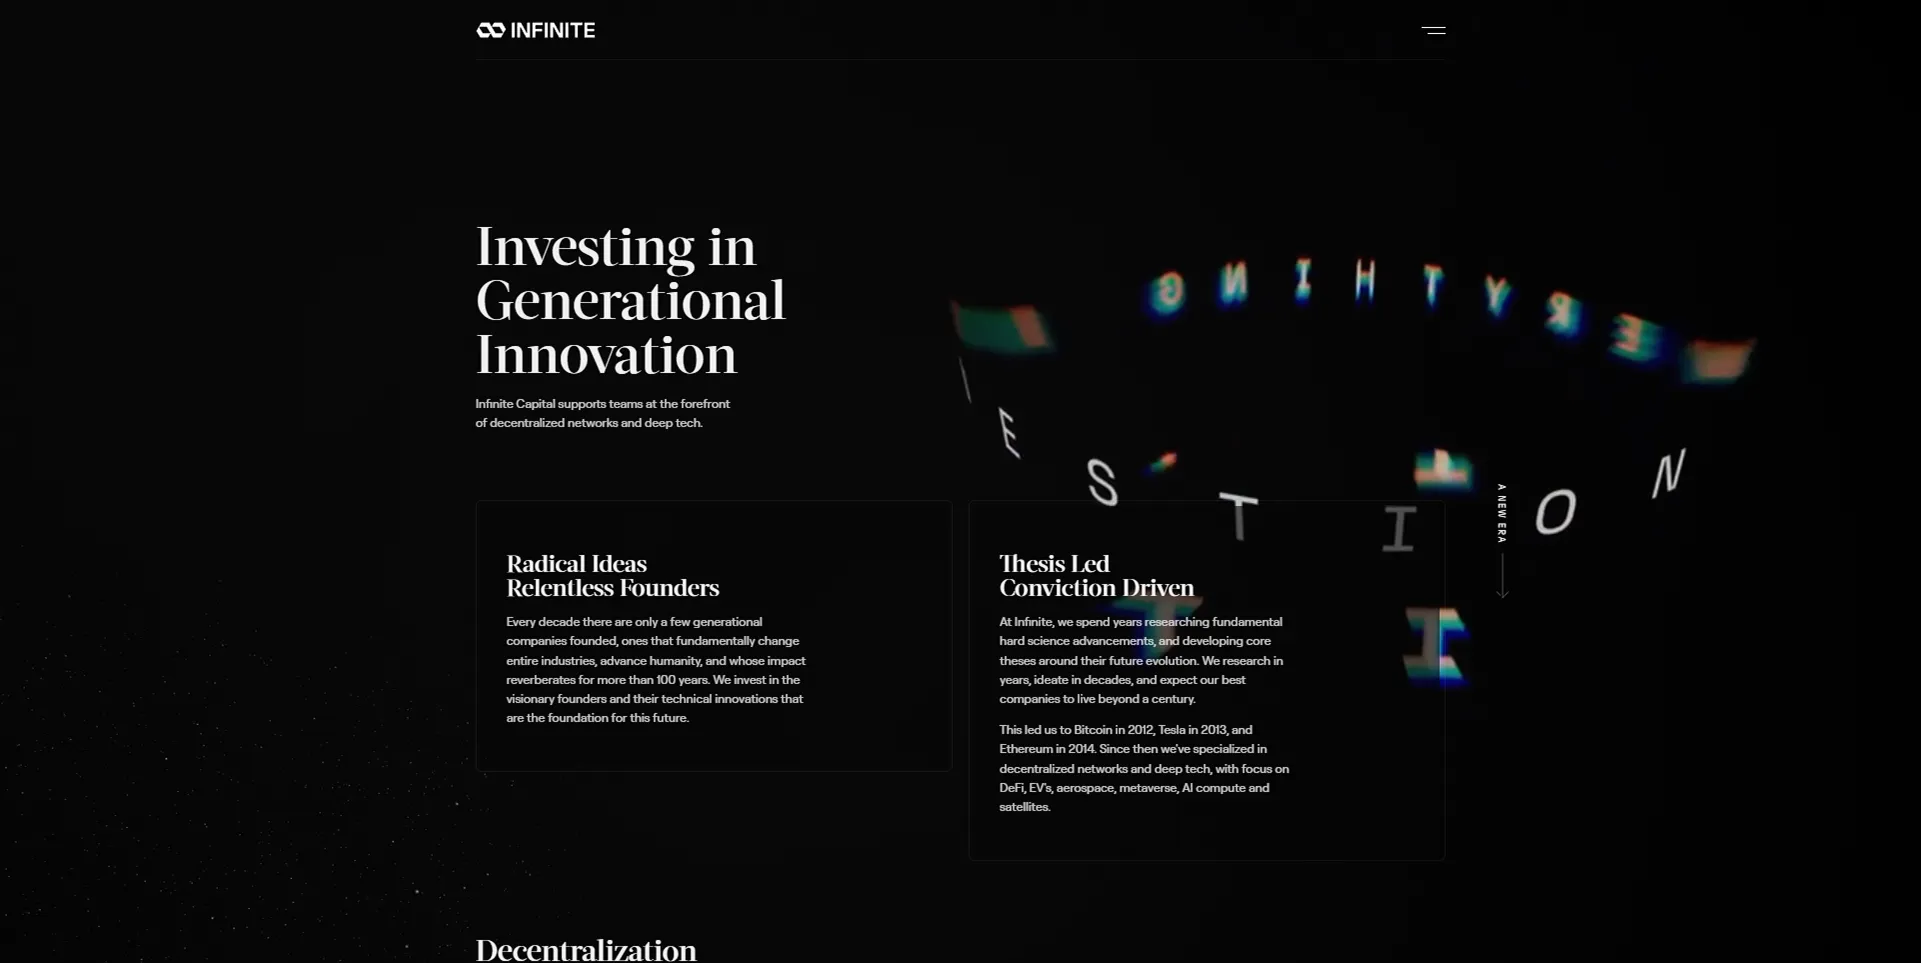 INFINITE
Investing in
Generational
Innovation
Infinite Capital supports teams at the forefront
of decentralized networks and deep tech.
GNIHTYRE
I E S T I O N
T
T I
A NEW ERA
Radical Ideas
Relentless Founders
Every decade there are only a few generational
companies founded, ones that fundamentally change
entire industries, advance humanity, and whose impact
reverberates for more than 100 years. We invest in the
visionary founders and their technical innovations that
are the foundation for this future.
Thesis Led
Conviction Driven
At Infinite, we spend years researching fundamental
hard science advancements, and developing core
theses around their future evolution. We research in
years, ideate in decades, and expect our best
companies to live beyond a century.
This led us to Bitcoin in 2012, Tesla in 2013, and
Ethereum in 2014. Since then we've specialized in
decentralized networks and deep tech, with focus on
DeFi, EV's, aerospace, metaverse, AI compute and
satellites.
Decentralization